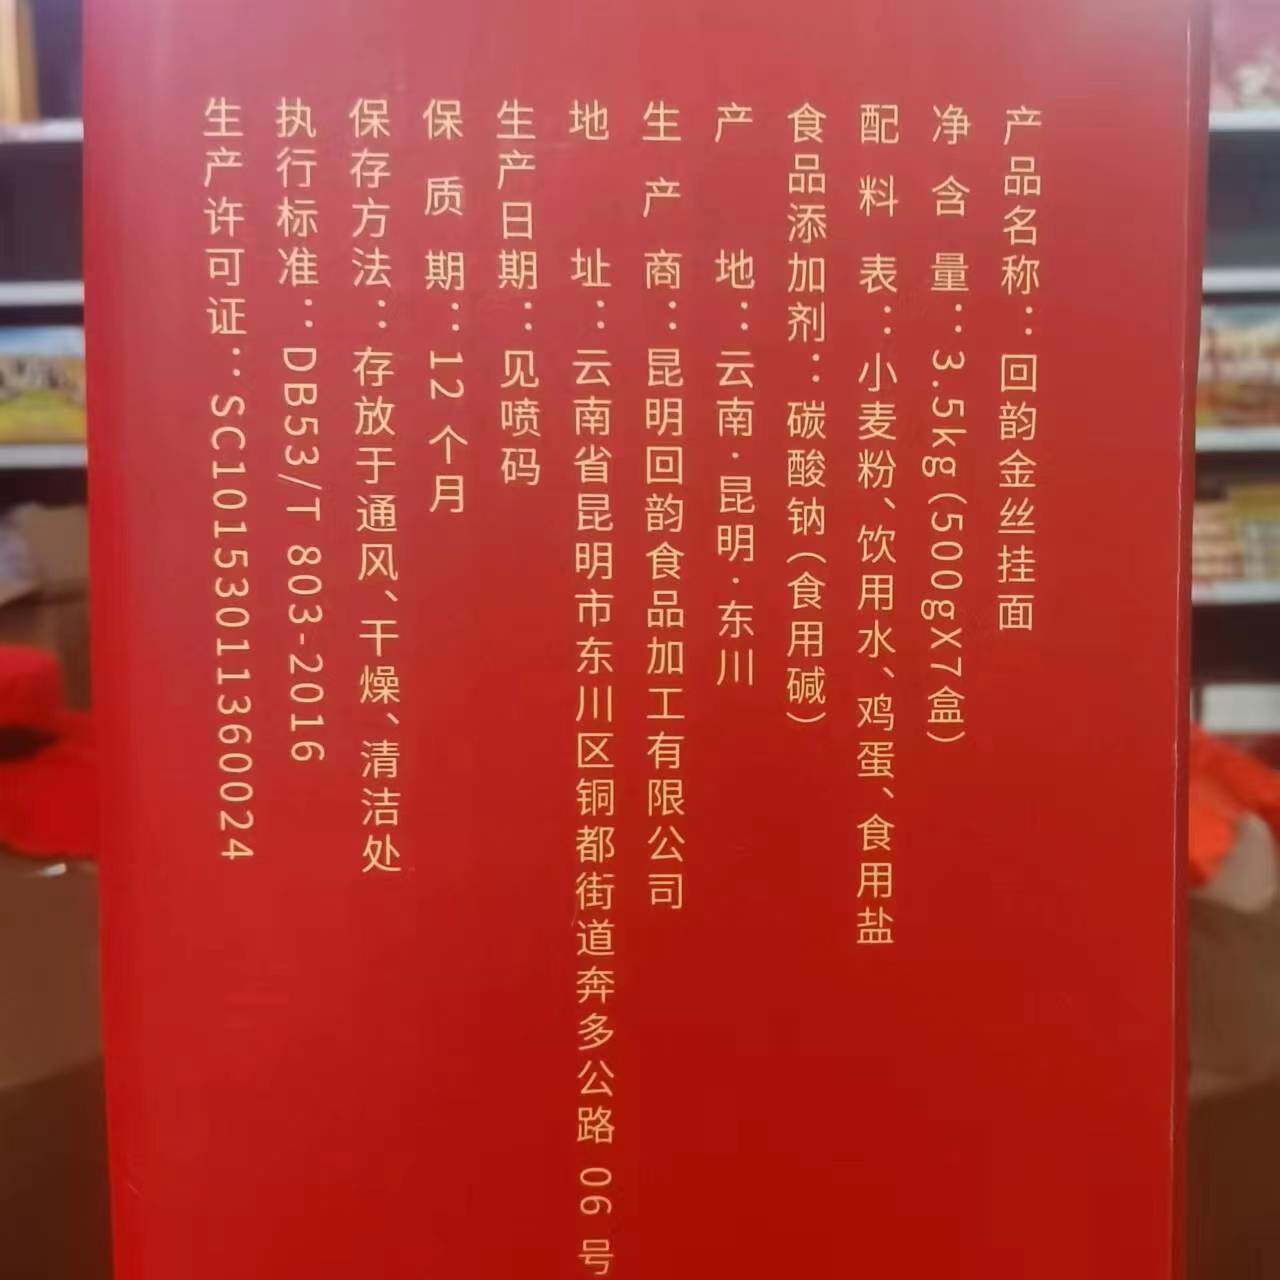 产品名称：回韵金丝挂面
净含量：3.5kg(500gX7盒)
配料表：小麦粉、饮用水、鸡蛋、食用盐
食品添加剂：碳酸钠(食用碱)
产地：云南·昆明·东川
生产商：昆明回韵食品加工有限公司
地址：云南省昆明市东川区铜都街道奔多公路06号
生产日期：见喷码
保质期：12个月
保存方法：存放于通风、干燥、清洁处
执行标准：DB53/T 803-2016
生产许可证：SC10153011360024